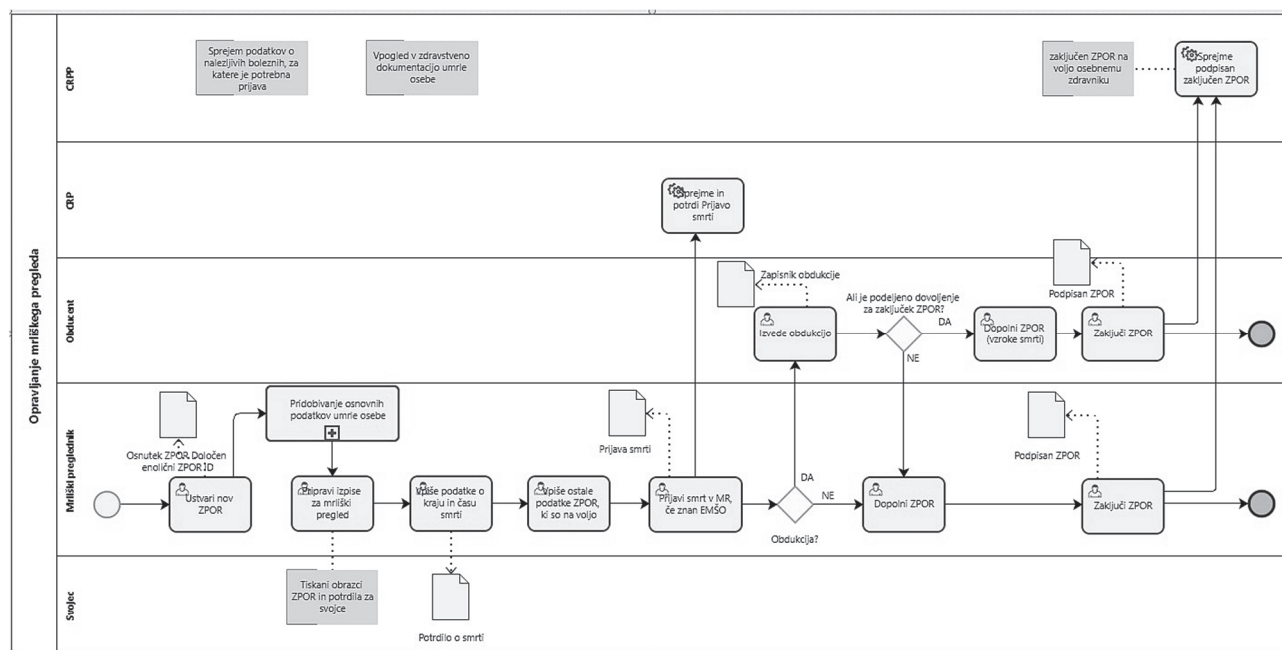 Opravljanje mrliškega pregleda
CRPP
Sprejem podatkov o
nalezljivih boleznih, za
katere je potrebna
prijava
Vpogled v zdravstveno
dokumentacijo umrle
osebe
zaključen ZPOR na
voljo osebnemu
zdravniku
Sprejme
podpisan
zaključen ZPOR
CRP
Sprejme in
potrdi Prijavo
smrti
Obducent
Zapisnik obdukcije
Izvede obdukcijo
Ali je podeljeno dovoljenje
za zaključek ZPOR?
DA
NE
Dopolni ZPOR
(vzroke smrti)
Podpisan ZPOR
Zaključi ZPOR
Mrliški preglednik
Osnutek ZPOR Določen
enolični ZPOR ID
Ustvari nov
ZPOR
Pridobivanje osnovnih
podatkov umrle osebe
Pripravi izpise
za mrliški
pregled
Vpiše podatke o
kraju in času
smrti
Vpiše ostale
podatke ZPOR,
ki so na voljo
Prijava smrti
Prijavi smrt v MR,
če znan EMŠO
DA
NE
Obdukcija?
Dopolni ZPOR
Podpisan ZPOR
Zaključi ZPOR
Svojec
Tiskani obrazci
ZPOR in potrdila za
svojce
Potrdilo o smrti